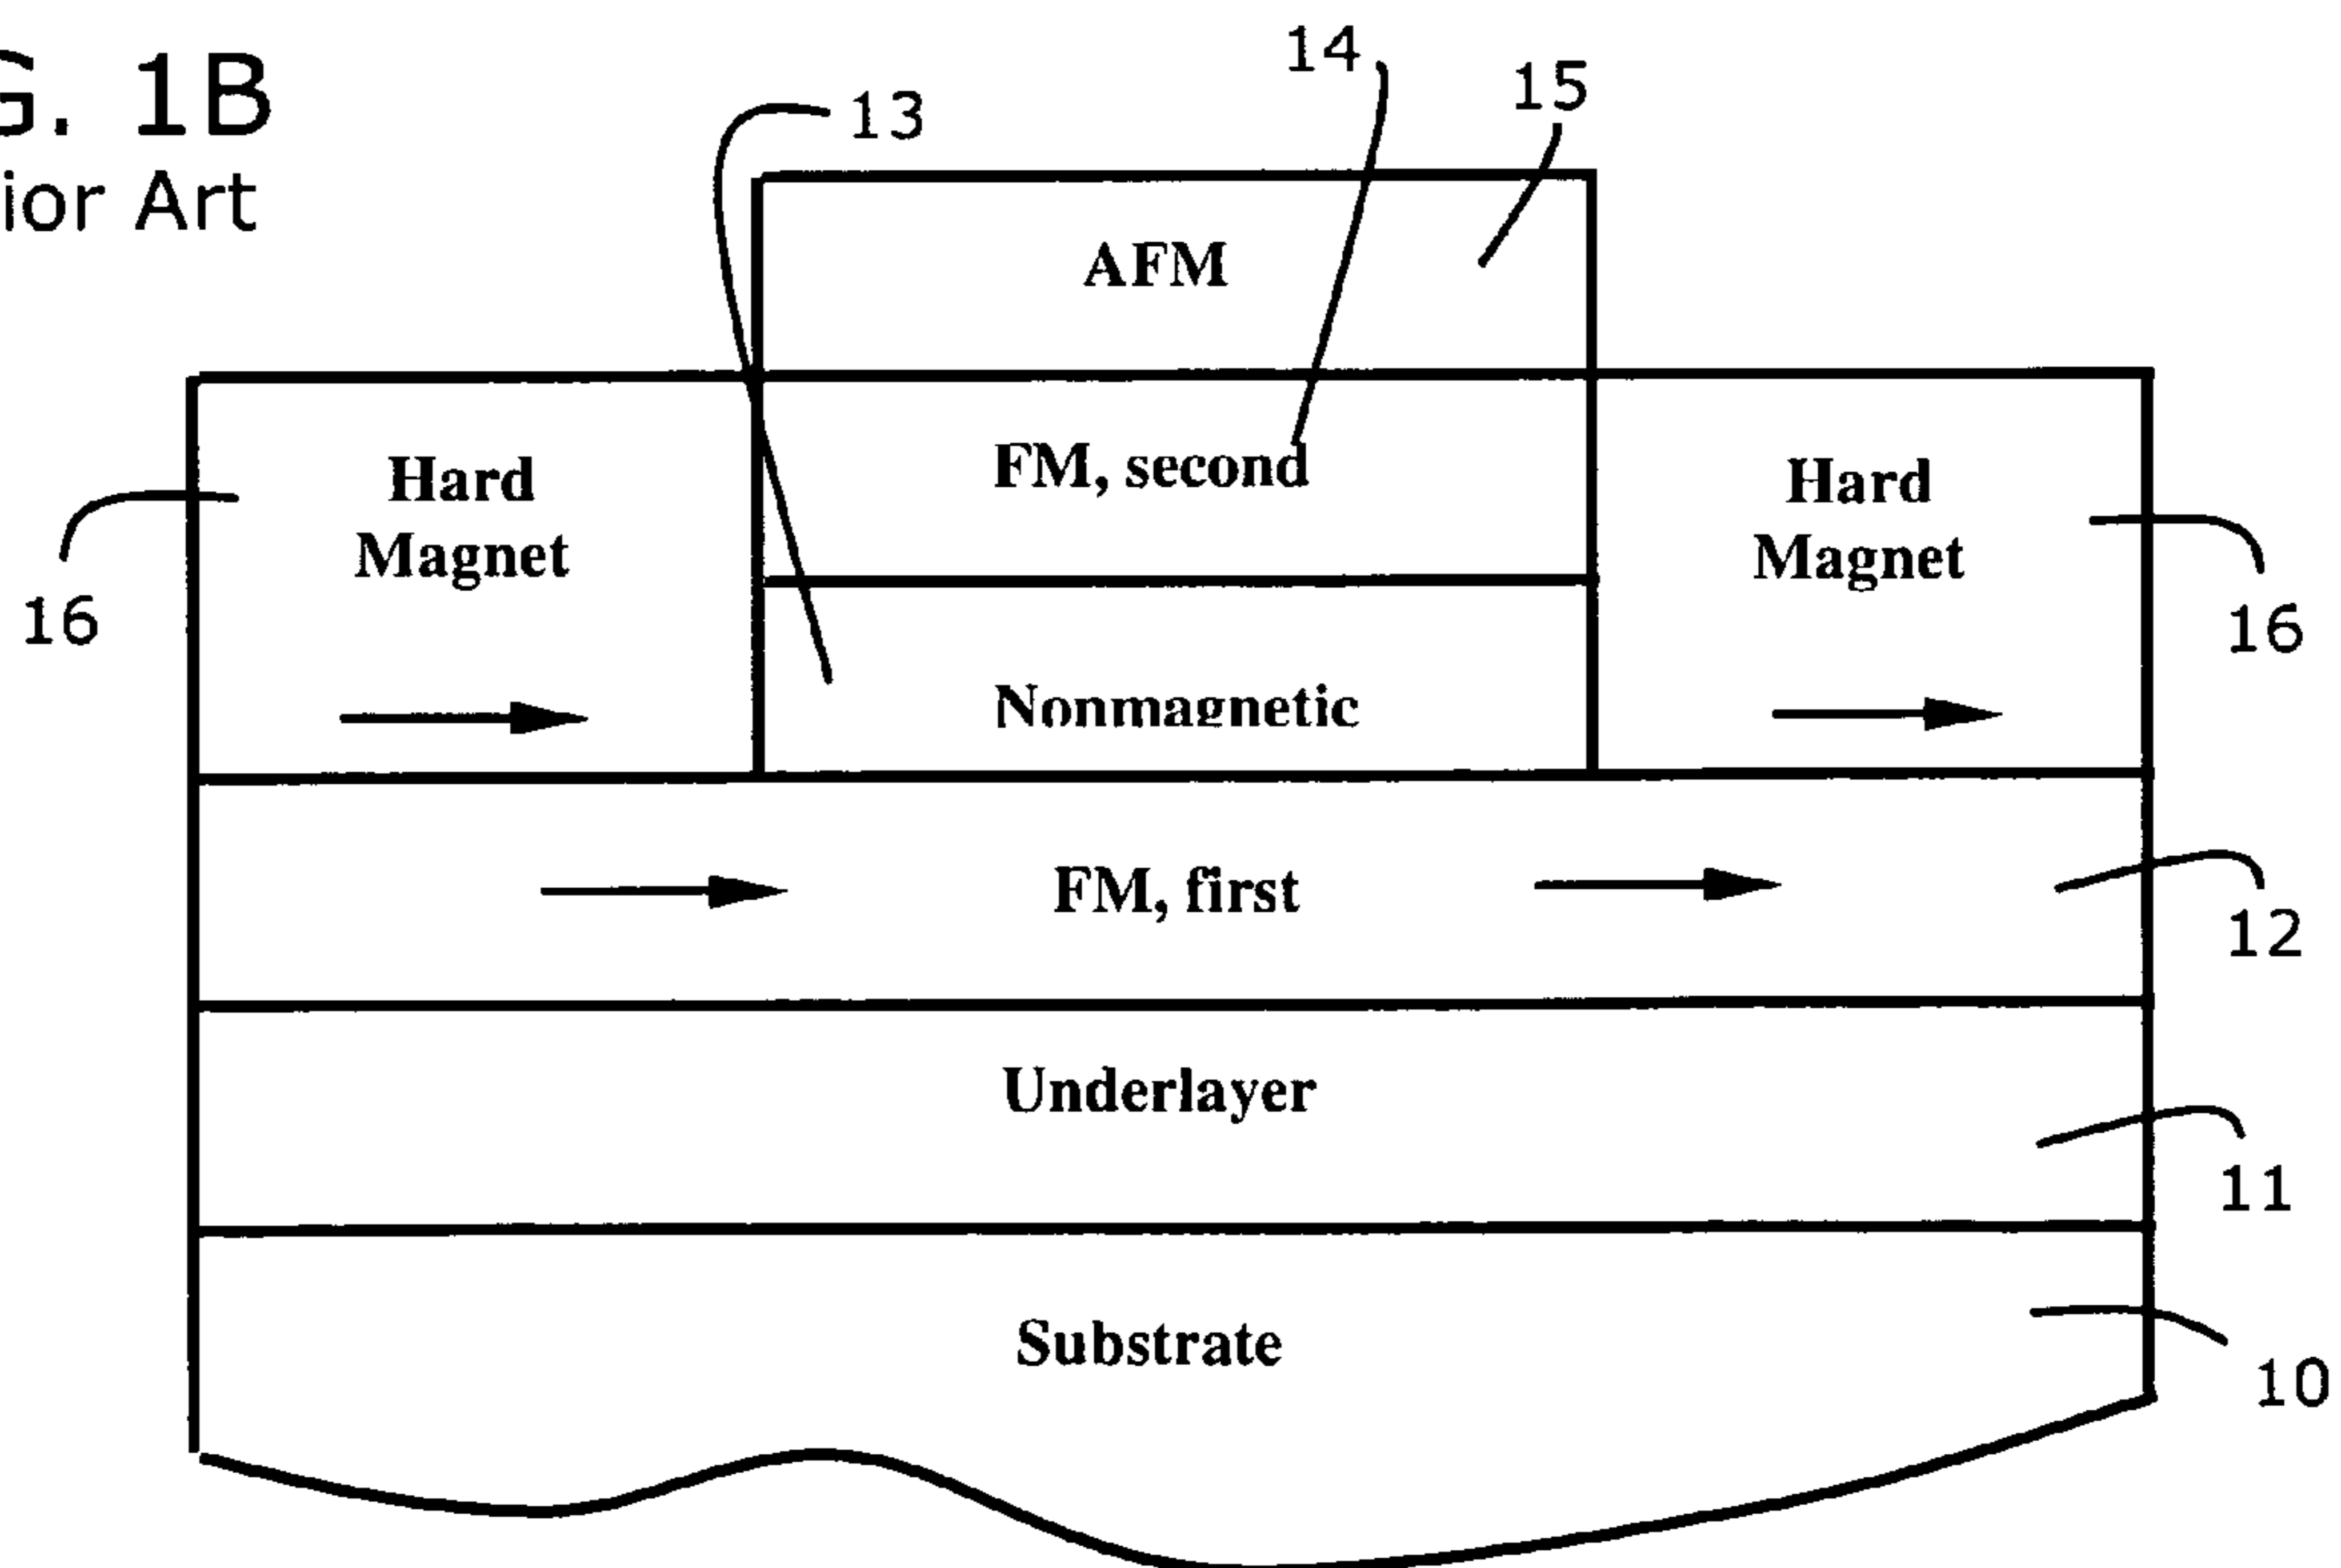 G. 1B
ior Art
13
14
15
AFM
FM, second
Hard
Magnet
Hard
Magnet
16
16
Nonmagnetic
FM, first
12
Underlayer
11
Substrate
10